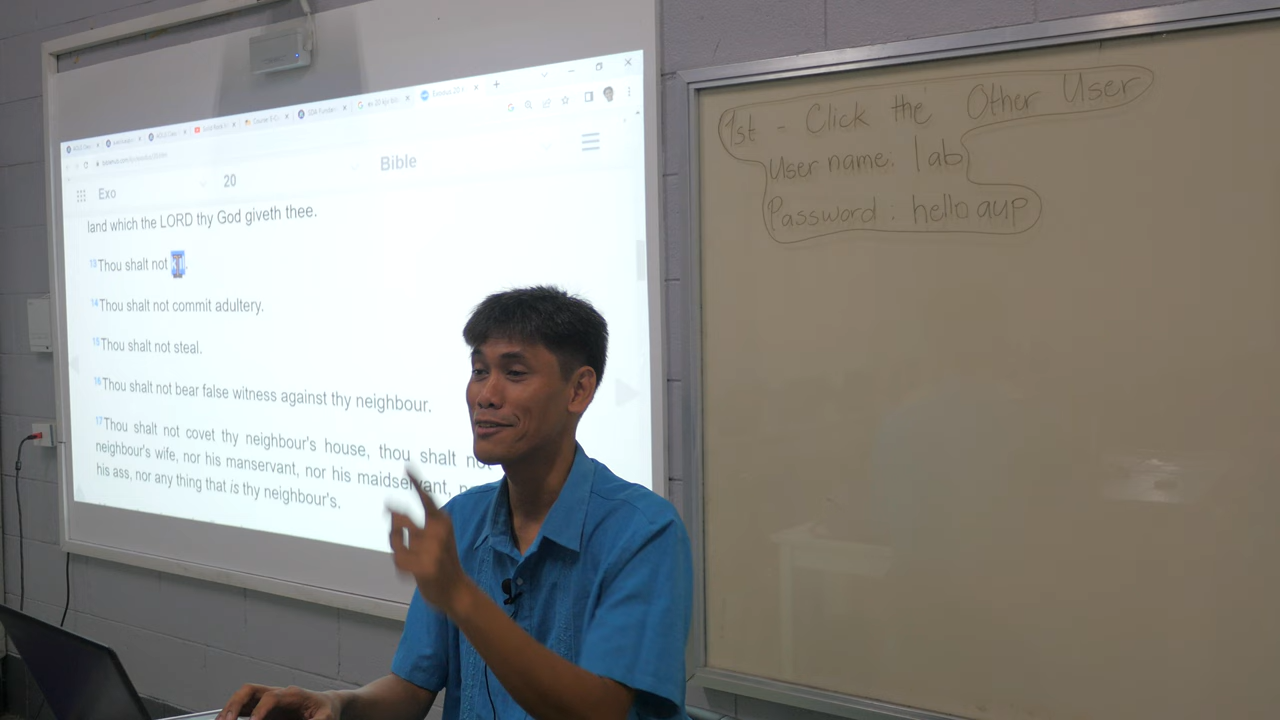 Exo
20
Bible
land which the LORD thy God giveth thee.
13 Thou shalt not
14 Thou shalt not commit adultery.
15 Thou shalt not steal.
16 Thou shalt not bear false witness against thy neighbour.
17 Thou shalt not covet thy neighbour's house, thou shalt not
neighbour's wife, nor his manservant, nor his maidservant,
his ass, nor any thing that is thy neighbour's.
1st - Click the Other User
User name: lab
Password: hello aup